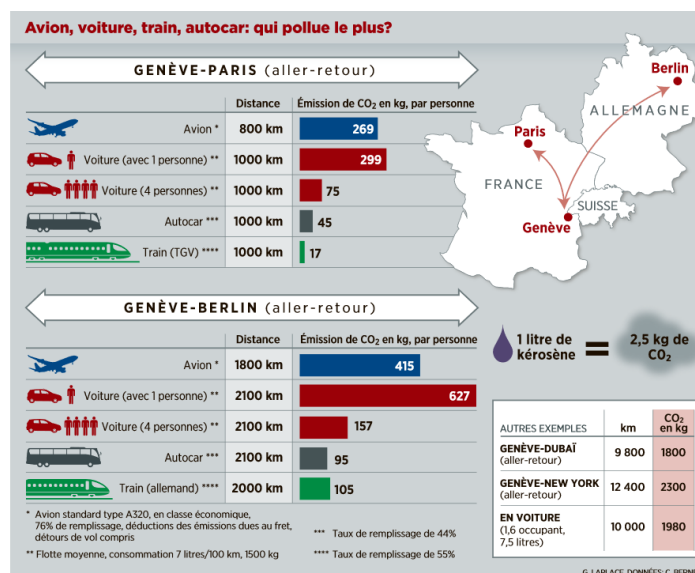 Avion, voiture, train, autocar: qui pollue le plus?
GENÈVE-PARIS (aller-retour)
Distance Émission de CO₂ en kg, par personne
Avion * 800 km 269
Voiture (avec 1 personne) ** 1000 km 299
Voiture (4 personnes) ** 1000 km 75
Autocar *** 1000 km 45
Train (TGV) **** 1000 km 17
Berlin
ALLEMAGNE
Paris
FRANCE
SUISSE
Genève
GENÈVE-BERLIN (aller-retour)
Distance Émission de CO₂ en kg, par personne
Avion * 1800 km 415
Voiture (avec 1 personne) ** 2100 km 627
Voiture (4 personnes) ** 2100 km 157
Autocar *** 2100 km 95
Train (allemand) **** 2000 km 105
1 litre de
kérosène
=
2,5 kg de
CO₂
AUTRES EXEMPLES km CO₂ en kg
GENÈVE-DUBAÏ
(aller-retour) 9 800 1800
GENÈVE-NEW YORK
(aller-retour) 12 400 2300
EN VOITURE
(1,6 occupant,
7,5 litres) 10 000 1980
* Avion standard type A320, en classe économique,
76% de remplissage, déductions des émissions dues au fret,
détours de vol compris
** Flotte moyenne, consommation 7 litres/100 km, 1500 kg
*** Taux de remplissage de 44%
**** Taux de remplissage de 55%